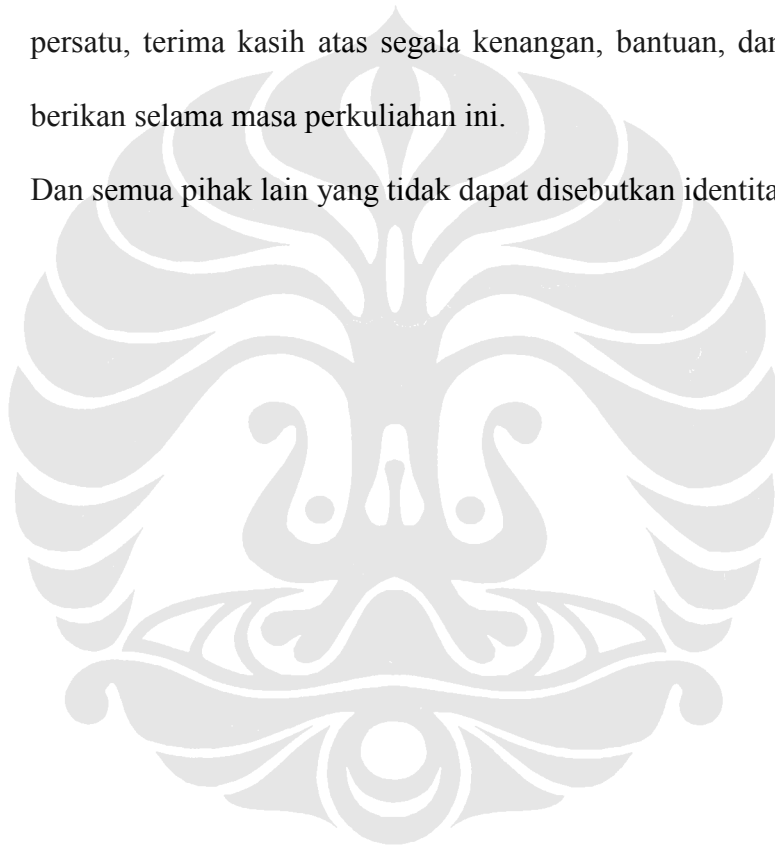 persatu, terima kasih atas segala kenangan, bantuan, dan
berikan selama masa perkuliahan ini.
Dan semua pihak lain yang tidak dapat disebutkan identita